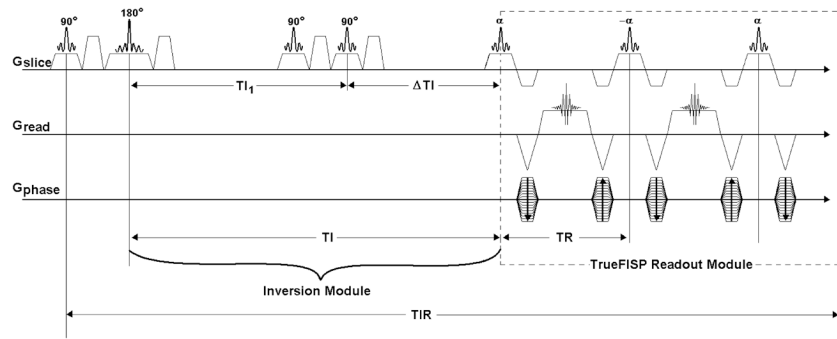 90° 180° 90° 90° α −α α
Gslice
TI1 ΔTI
Gread
Gphase
TI TR
Inversion Module
TrueFISP Readout Module
TIR